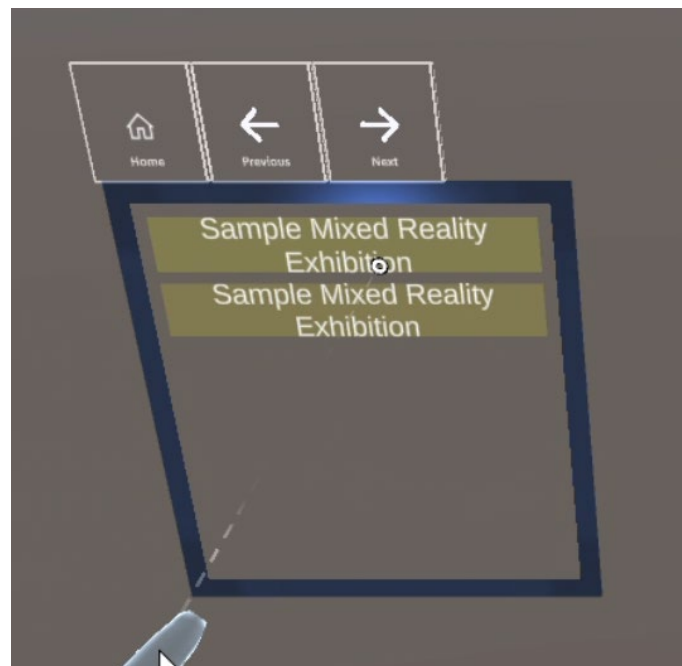 Home
Previous
Next
Sample Mixed Reality
Exhibition
Sample Mixed Reality
Exhibition